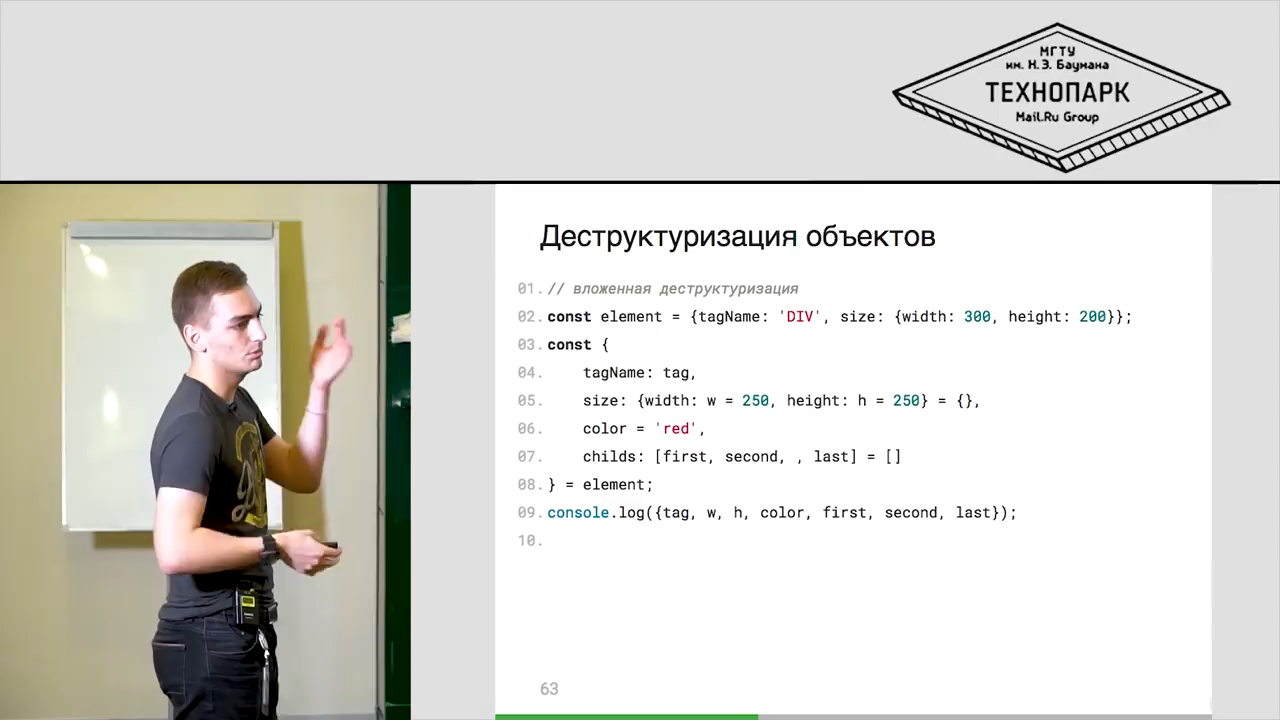 МГТУ
им. Н.Э. Баумана
ТЕХНОПАРК
Mail.Ru Group
Деструктуризация объектов
01. // вложенная деструктуризация
02. const element = {tagName: 'DIV', size: {width: 300, height: 200}};
03. const {
04. tagName: tag,
05. size: {width: w = 250, height: h = 250} = {},
06. color = 'red',
07. childs: [first, second, , last] = []
08. } = element;
09. console.log({tag, w, h, color, first, second, last});
10.
63